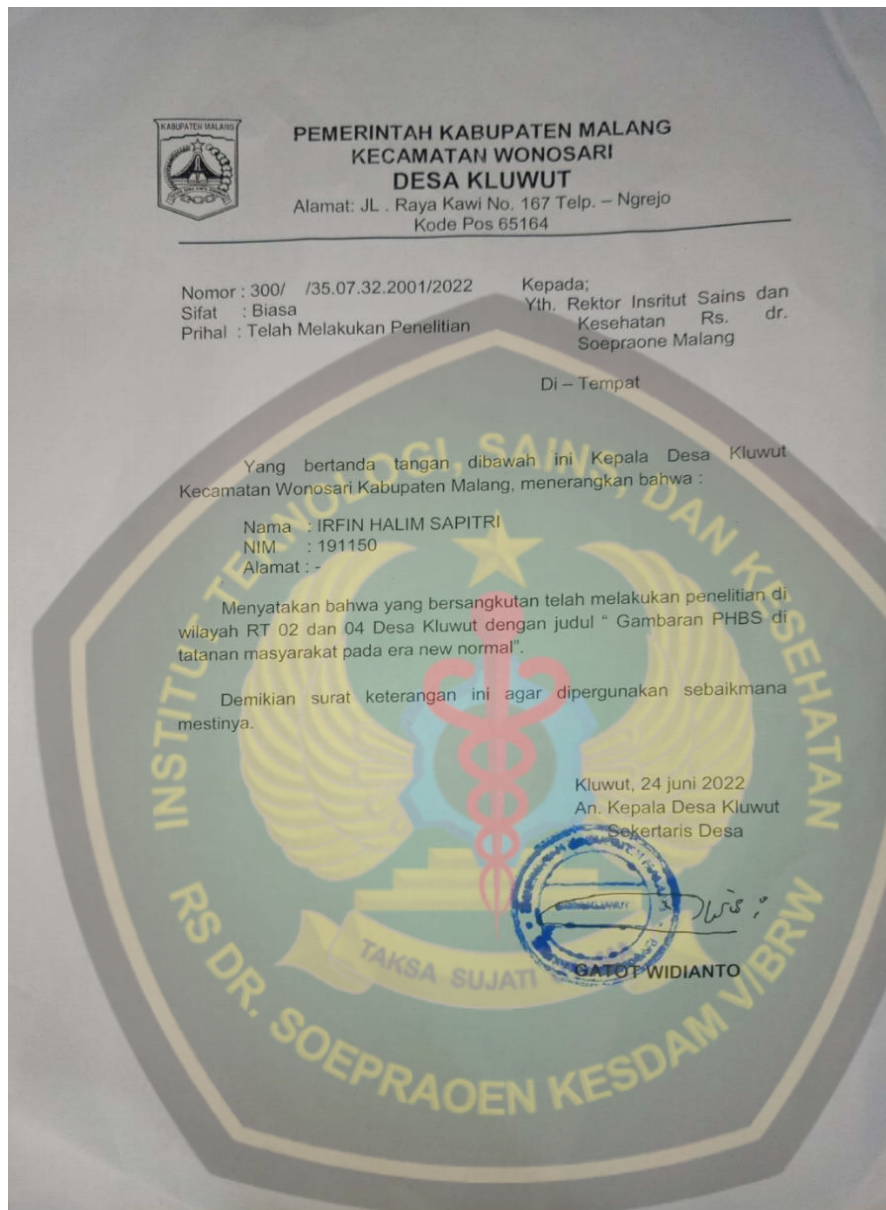 KABUPATEN MALANG
PEMERINTAH KABUPATEN MALANG
KECAMATAN WONOSARI
DESA KLUWUT
Alamat: JL . Raya Kawi No. 167 Telp. – Ngrejo
Kode Pos 65164
Nomor : 300/ /35.07.32.2001/2022
Sifat : Biasa
Prihal : Telah Melakukan Penelitian
Kepada;
Yth. Rektor Insritut Sains dan
Kesehatan Rs. dr.
Soepraone Malang
Di – Tempat
Yang bertanda tangan dibawah ini Kepala Desa Kluwut
Kecamatan Wonosari Kabupaten Malang, menerangkan bahwa :
Nama : IRFIN HALIM SAPITRI
NIM : 191150
Alamat : -
Menyatakan bahwa yang bersangkutan telah melakukan penelitian di
wilayah RT 02 dan 04 Desa Kluwut dengan judul “ Gambaran PHBS di
tatanan masyarakat pada era new normal”.
Demikian surat keterangan ini agar dipergunakan sebaikmana
mestinya.
Kluwut, 24 juni 2022
An. Kepala Desa Kluwut
Sekertaris Desa
GATOT WIDIANTO
INSTITUT TEKNOLOGI, SAINS, DAN KESEHATAN
RS DR. SOEPRAOEN KESDAM V/BRW
TAKSA SUJATI